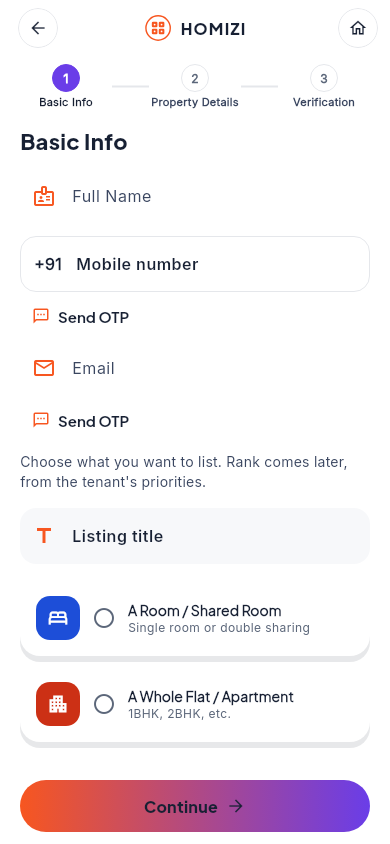 HOMIZI
1
2
3
Basic Info
Property Details
Verification
Basic Info
Full Name
+91 Mobile number
Send OTP
Email
Send OTP
Choose what you want to list. Rank comes later,
from the tenant's priorities.
Listing title
A Room / Shared Room
Single room or double sharing
A Whole Flat / Apartment
1BHK, 2BHK, etc.
Continue →